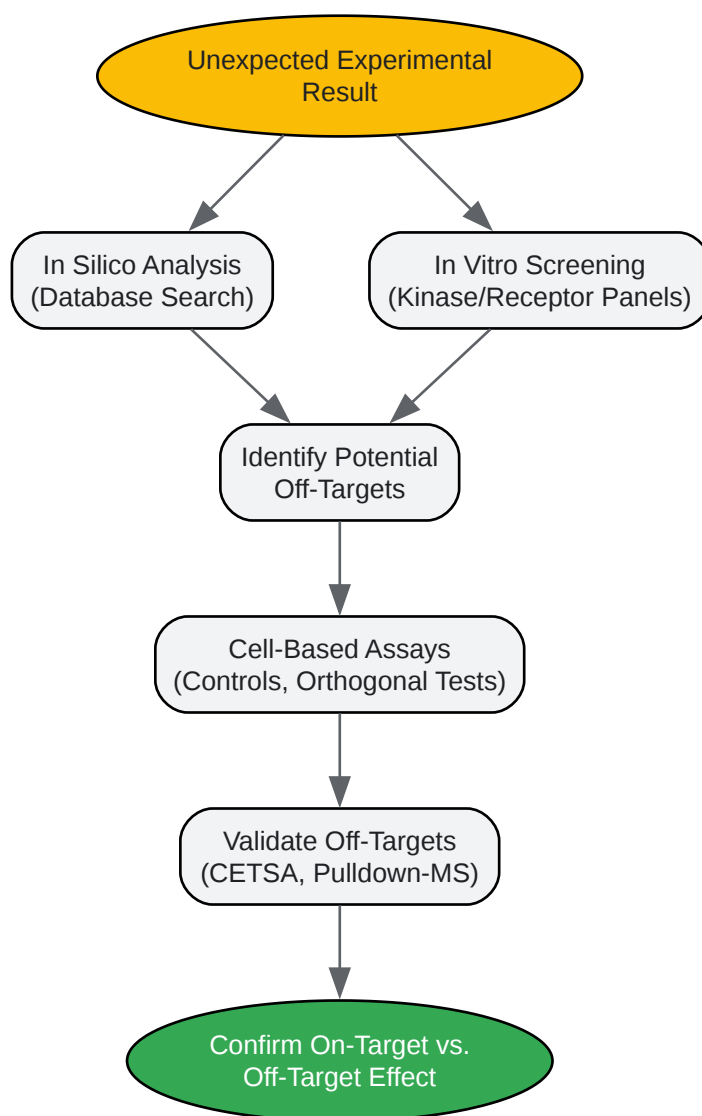 Unexpected Experimental
Result
In Silico Analysis
(Database Search)
In Vitro Screening
(Kinase/Receptor Panels)
Identify Potential
Off-Targets
Cell-Based Assays
(Controls, Orthogonal Tests)
Validate Off-Targets
(CETSA, Pulldown-MS)
Confirm On-Target vs.
Off-Target Effect